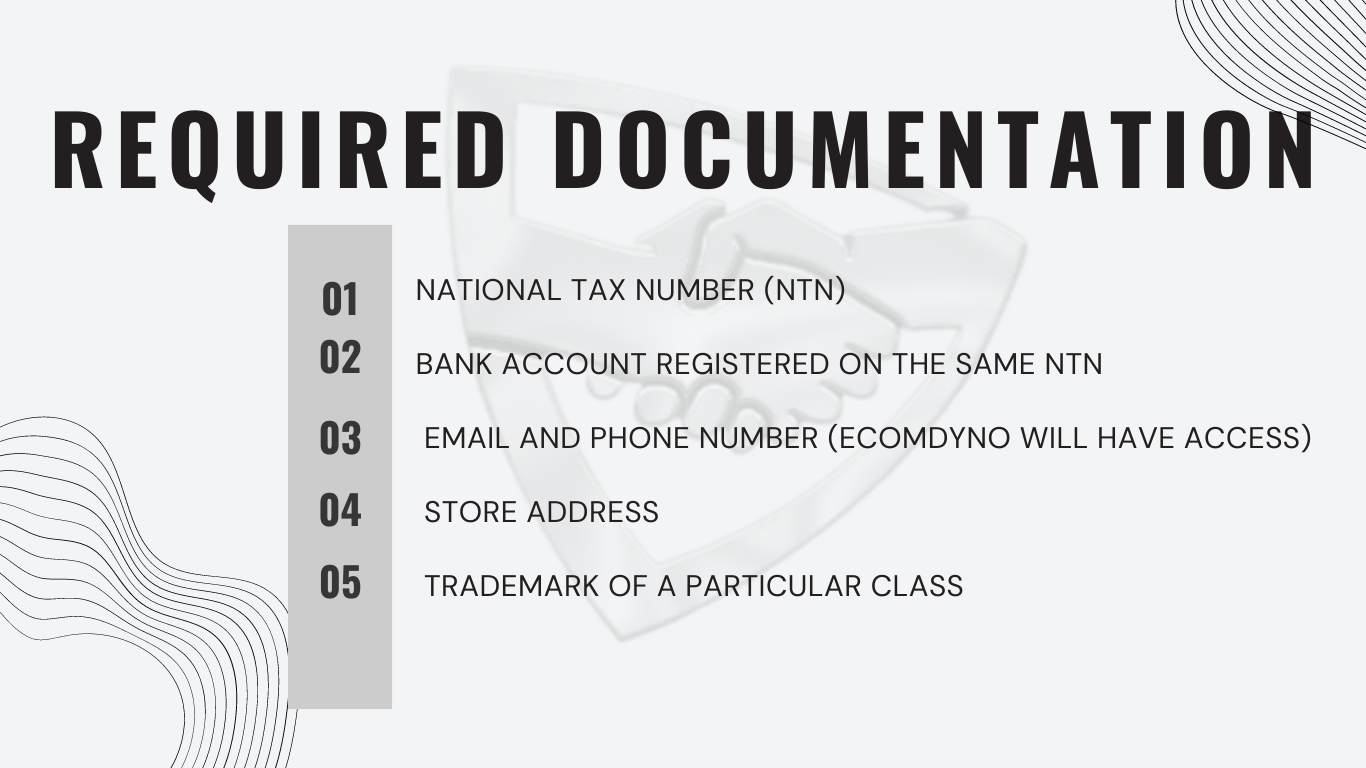 REQUIRED DOCUMENTATION
01 NATIONAL TAX NUMBER (NTN)
02 BANK ACCOUNT REGISTERED ON THE SAME NTN
03 EMAIL AND PHONE NUMBER (ECOMDYNO WILL HAVE ACCESS)
04 STORE ADDRESS
05 TRADEMARK OF A PARTICULAR CLASS